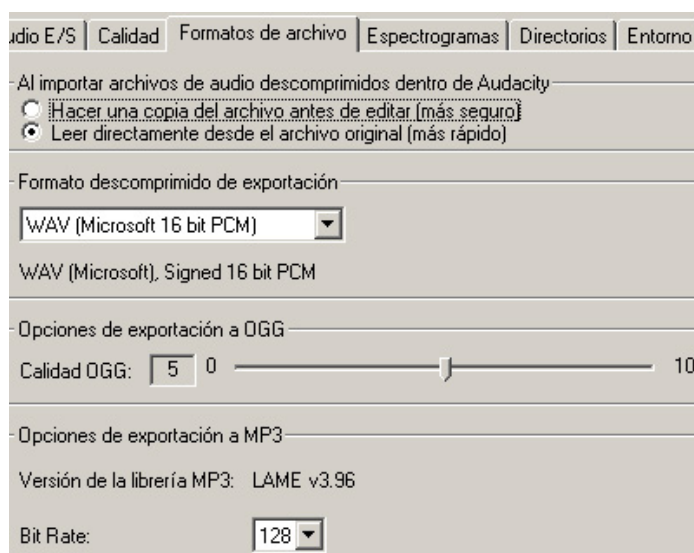 udio E/S Calidad Formatos de archivo Espectrogramas Directorios Entorno
Al importar archivos de audio descomprimidos dentro de Audacity
Hacer una copia del archivo antes de editar (más seguro)
Leer directamente desde el archivo original (más rápido)
Formato descomprimido de exportación
WAV (Microsoft 16 bit PCM)
WAV (Microsoft), Signed 16 bit PCM
Opciones de exportación a OGG
Calidad OGG: 5 0 10
Opciones de exportación a MP3
Versión de la librería MP3: LAME v3.96
Bit Rate: 128